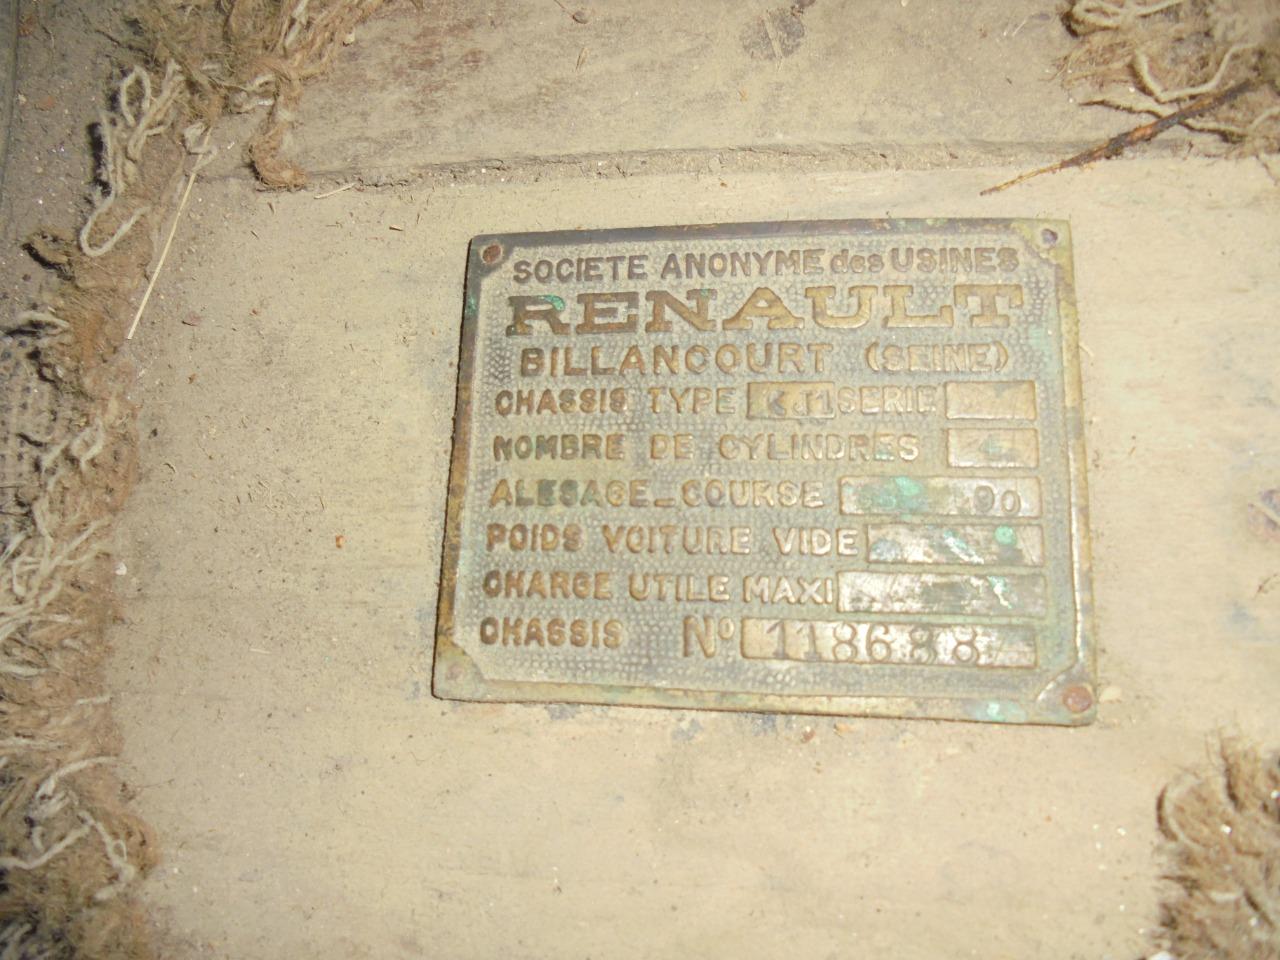 SOCIETE ANONYME des USINES
RENAULT
BILLANCOURT (SEINE)
CHASSIS TYPE KJ1 SERIE
NOMBRE DE CYLINDRES
ALESAGE_COURSE 90
POIDS VOITURE VIDE
CHARGE UTILE MAXI
CHASSIS Nº 118688